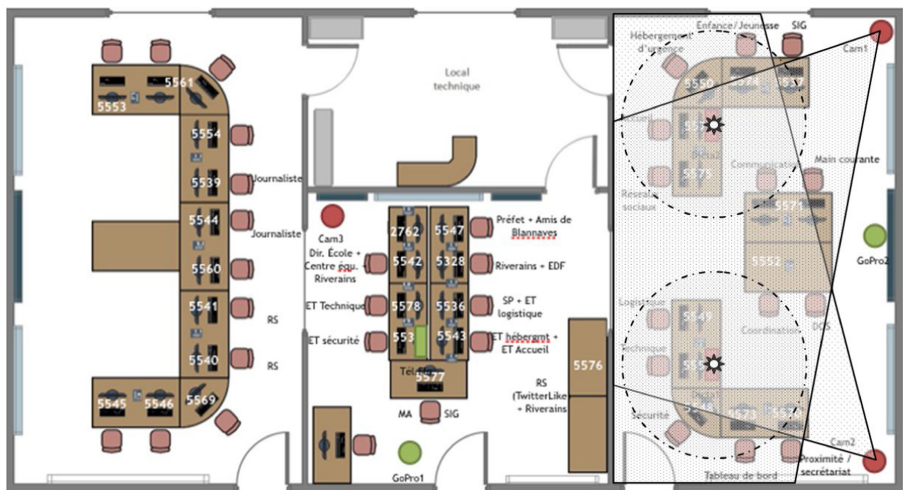 5561
5553
5554
5539
Journaliste
5544
Journaliste
5560
5541
RS
5540
RS
5545
5546
5569
Local
technique
Cam3
Dir. École +
Centre équ. +
Riverains
ET Technique
ET sécurité
2762
5547
5542
5328
5578
5536
553
5543
Tél.
5577
MA
SIG
GoPro1
Préfet + Amis de
Blannaves
Riverains + EDF
SP + ET
logistique
ET hébergmt +
ET Accueil
RS
(TwitterLike
+ Riverains
5576
Enfance/Jeunesse
SIG
Hébergement
d'urgence
Cam1
5550
5575
Communication
Main courante
Réseaux
sociaux
5571
5552
GoPro2
Logistique
5549
Coordination
DOS
Technique
Sécurité
5573
Cam2
Proximité /
secrétariat
Tableau de bord